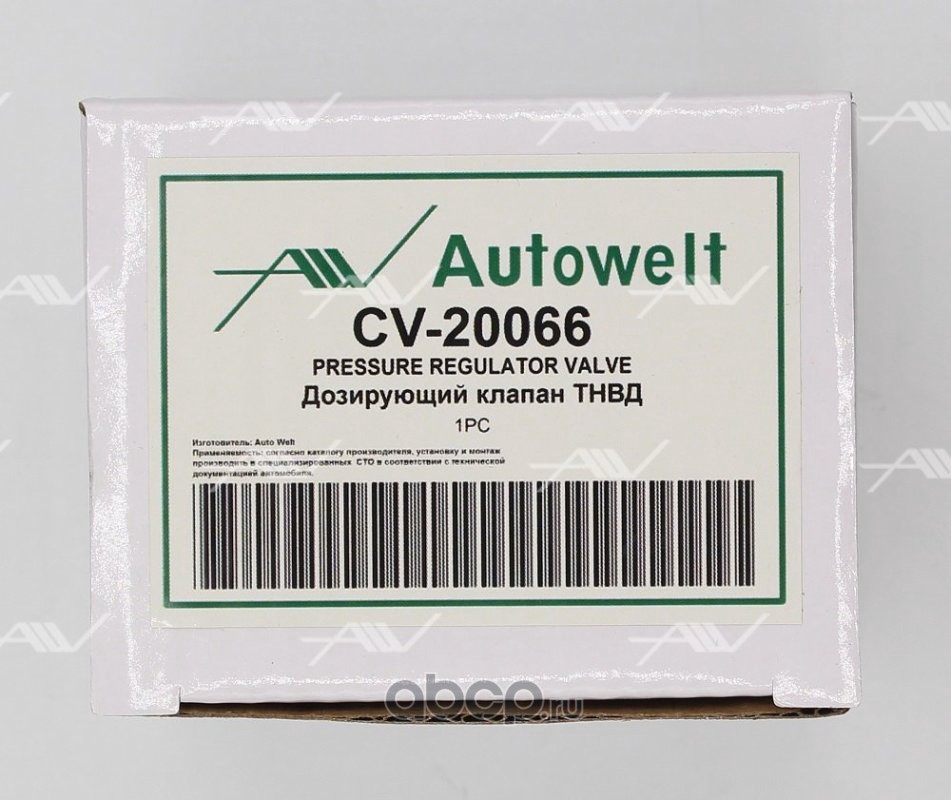 Autowelt
CV-20066
PRESSURE REGULATOR VALVE
Дозирующий клапан ТНВД
1PC
Изготовитель: Auto Welt
Применяемость: согласно каталогу производителя, установку и монтаж
производить в специализированных СТО в соответствии с технической
документацией автомобиля.
abcp.ru